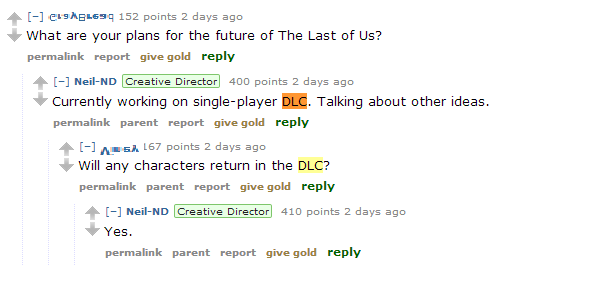 [–] 152 points 2 days ago
What are your plans for the future of The Last of Us?
permalink report give gold reply
[–] Neil-ND Creative Director 400 points 2 days ago
Currently working on single-player DLC. Talking about other ideas.
permalink parent report give gold reply
[–] 167 points 2 days ago
Will any characters return in the DLC?
permalink parent report give gold reply
[–] Neil-ND Creative Director 410 points 2 days ago
Yes.
permalink parent report give gold reply